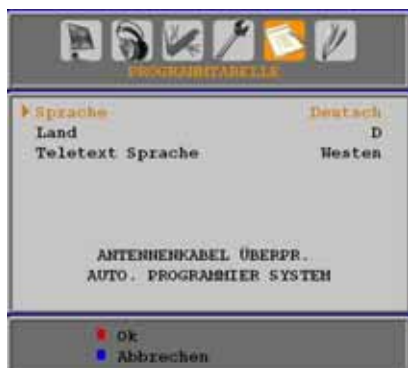 PROGRAMMTABELLE
Sprache Deutsch
Land D
Teletext Sprache Westen
ANTENNENKABEL ÜBERPR.
AUTO. PROGRAMMIER SYSTEM
Ok
Abbrechen